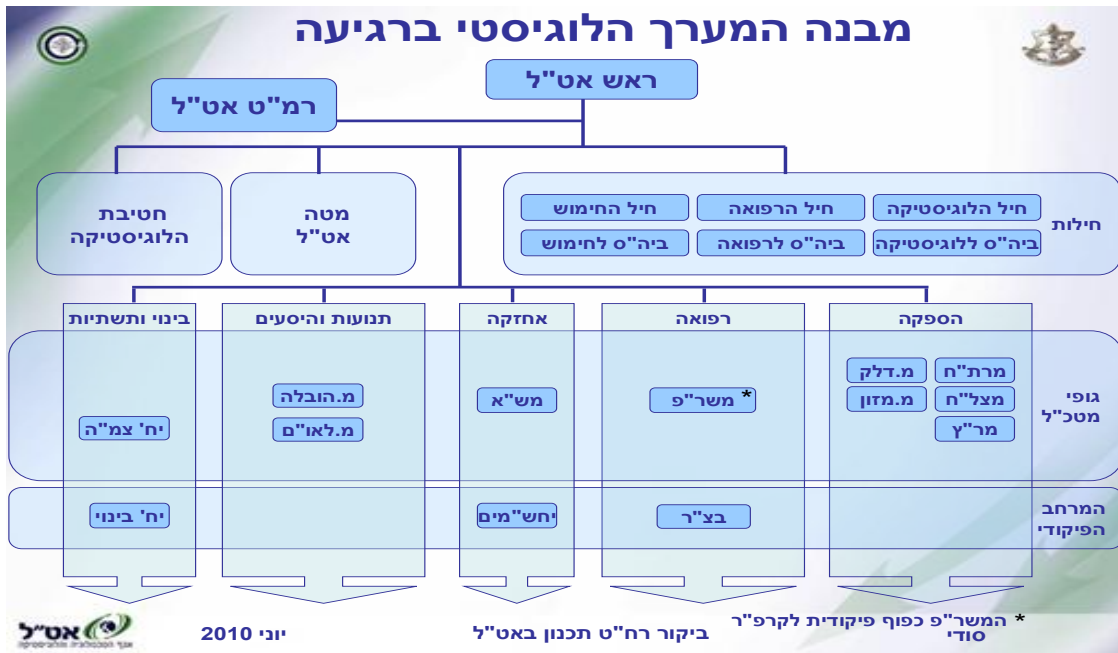 מבנה המערך הלוגיסטי ברגיעה
ראש אט"ל
רמ"ט אט"ל
חטיבת
הלוגיסטיקה
מטה
אט"ל
חילות
חיל הלוגיסטיקה
חיל הרפואה
חיל החימוש
ביה"ס ללוגיסטיקה
ביה"ס לרפואה
ביה"ס לחימוש
הספקה
רפואה
אחזקה
תנועות והיסעים
בינוי ותשתיות
גופי
מטכ"ל
מרת"ח
מ.דלק
מצל"ח
מ.מזון
מר"ץ
משר"פ *
מש"א
מ.הובלה
מ.לאו"ם
יח' צמ"ה
המרחב
הפיקודי
בצ"ר
יחש"מים
יח' בינוי
* המשר"פ כפוף פיקודית לקרפ"ר
סודי
ביקור רח"ט תכנון באט"ל
יוני 2010
אט"ל
אגף הטכנולוגיה והלוגיסטיקה